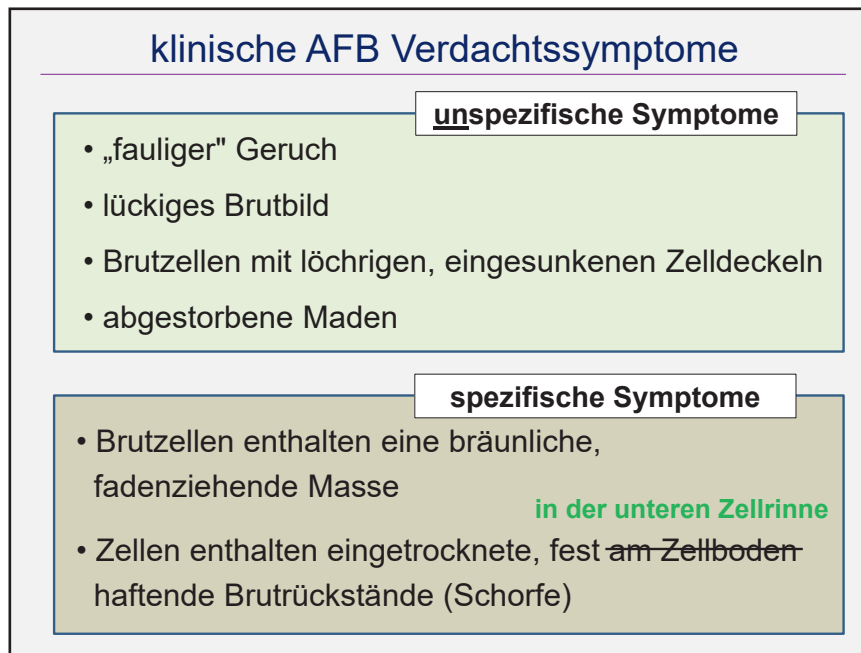 klinische AFB Verdachtssymptome
unspezifische Symptome
• „fauliger" Geruch
• lückiges Brutbild
• Brutzellen mit löchrigen, eingesunkenen Zelldeckeln
• abgestorbene Maden
spezifische Symptome
• Brutzellen enthalten eine bräunliche,
fadenziehende Masse
in der unteren Zellrinne
• Zellen enthalten eingetrocknete, fest am Zellboden
haftende Brutrückstände (Schorfe)